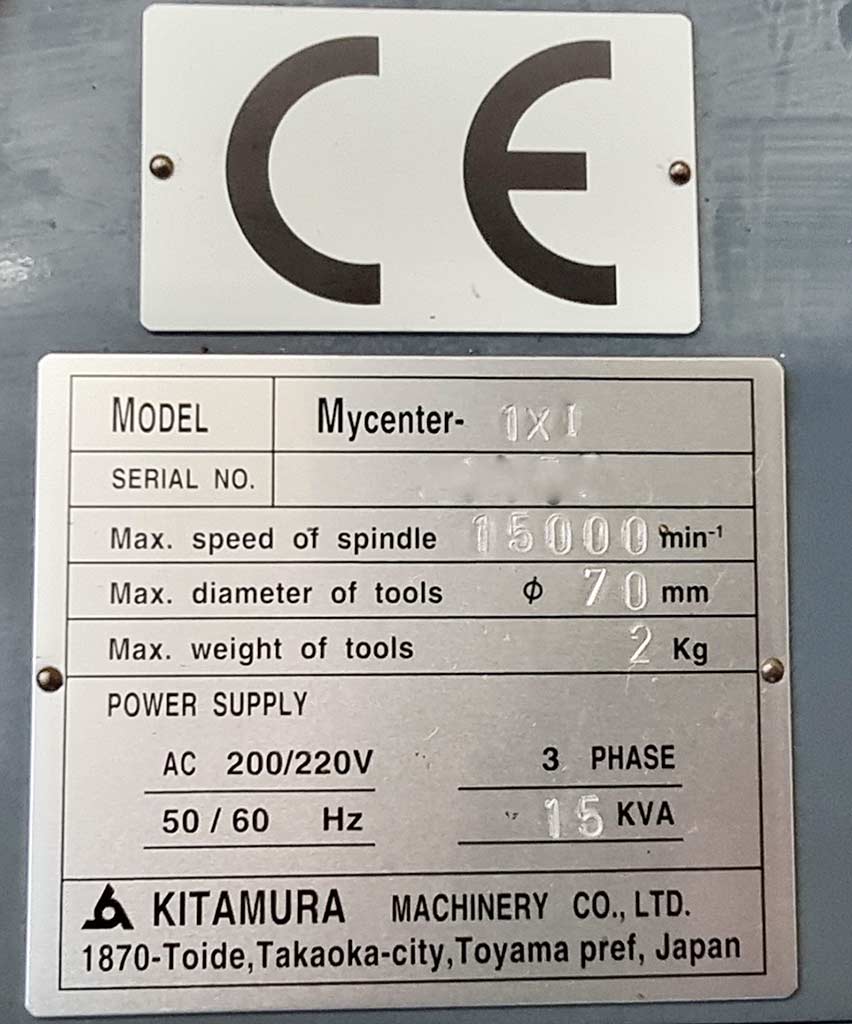 CE
MODEL Mycenter- 1XI
SERIAL NO.
Max. speed of spindle 15000 min-¹
Max. diameter of tools ϕ 70 mm
Max. weight of tools 2 Kg
POWER SUPPLY
AC 200/220V 3 PHASE
50 / 60 Hz 15 KVA
KITAMURA MACHINERY CO., LTD.
1870-Toide, Takaoka-city, Toyama pref, Japan